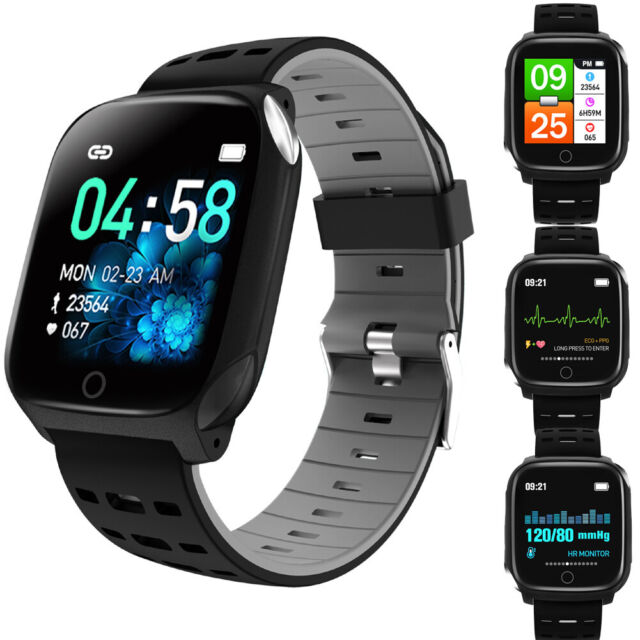 04:58
MON 02-23 AM
23564
067
PM
09
25
23564
6H59M
065
09:21
ECG+PPG
LONG PRESS TO ENTER
09:21
120/80 mmHg
HR MONITOR